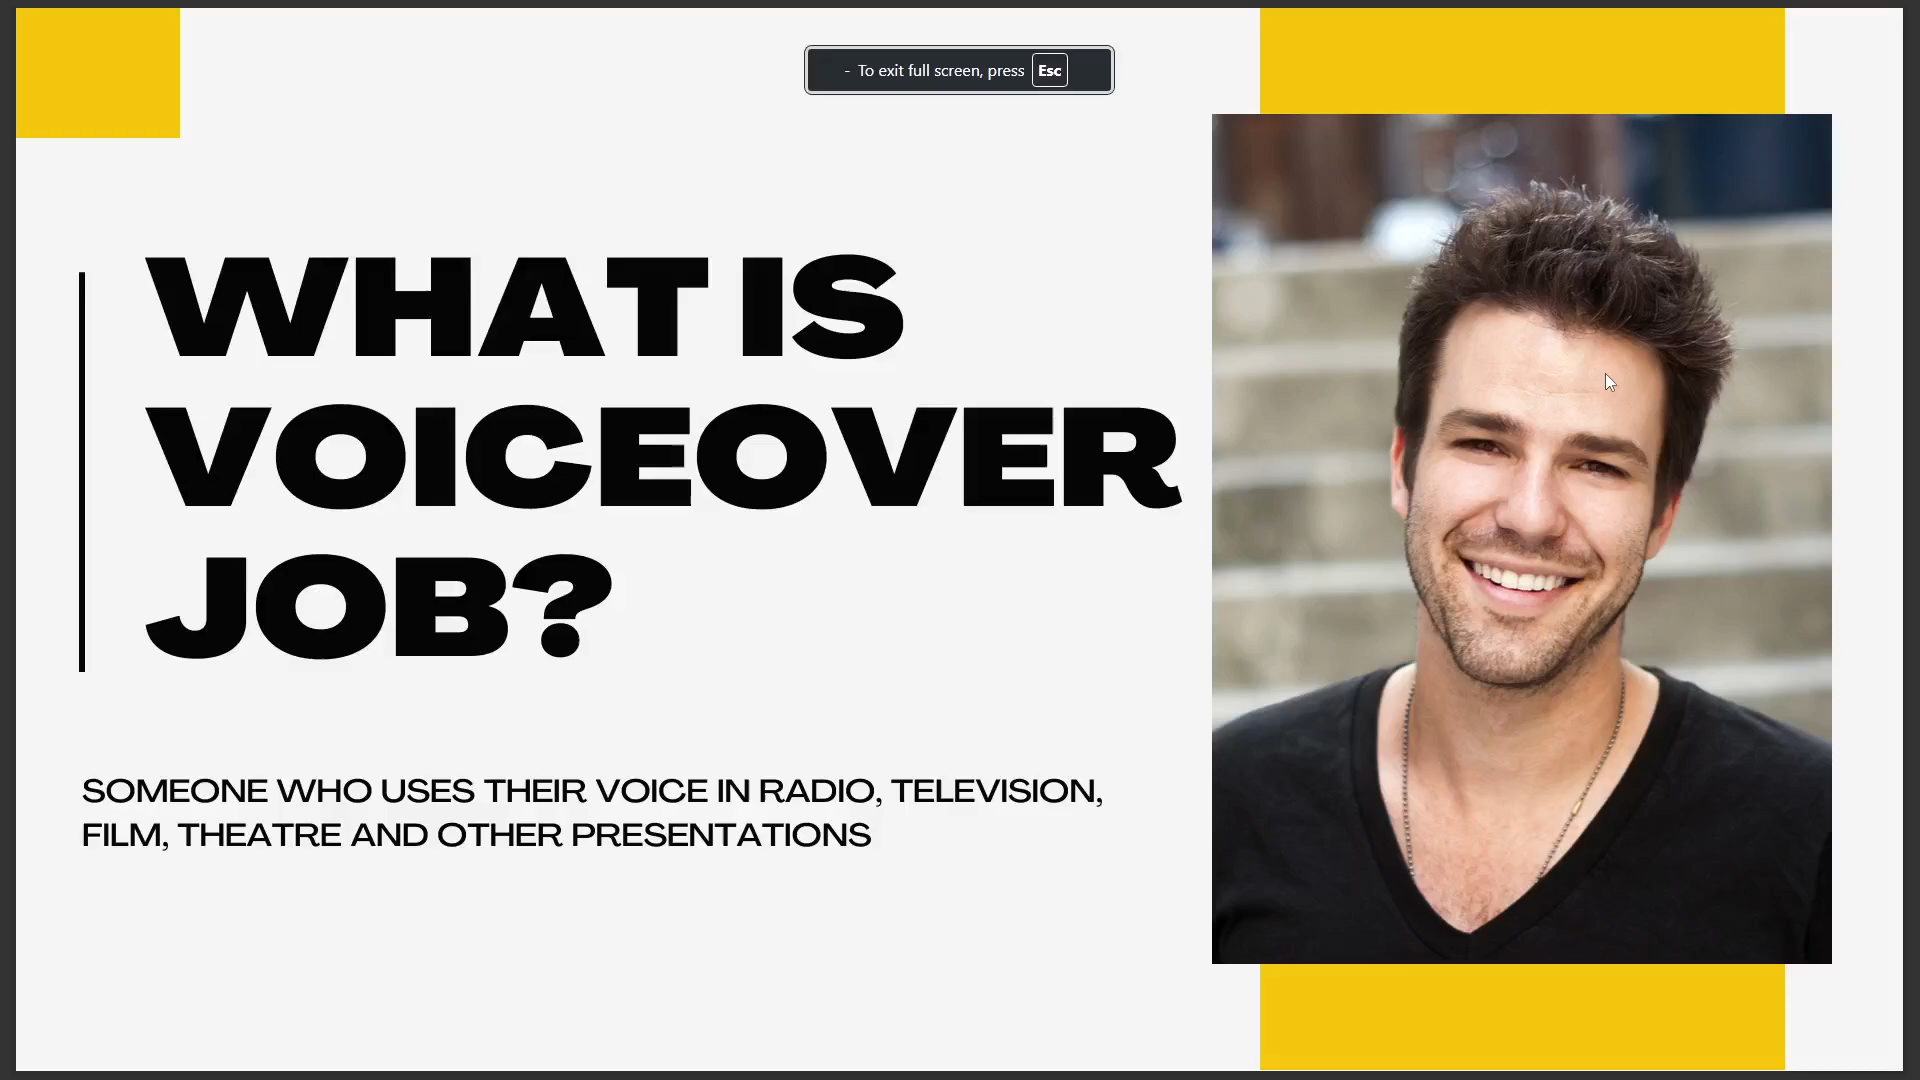 - To exit full screen, press Esc
WHAT IS
VOICEOVER
JOB?
SOMEONE WHO USES THEIR VOICE IN RADIO, TELEVISION,
FILM, THEATRE AND OTHER PRESENTATIONS